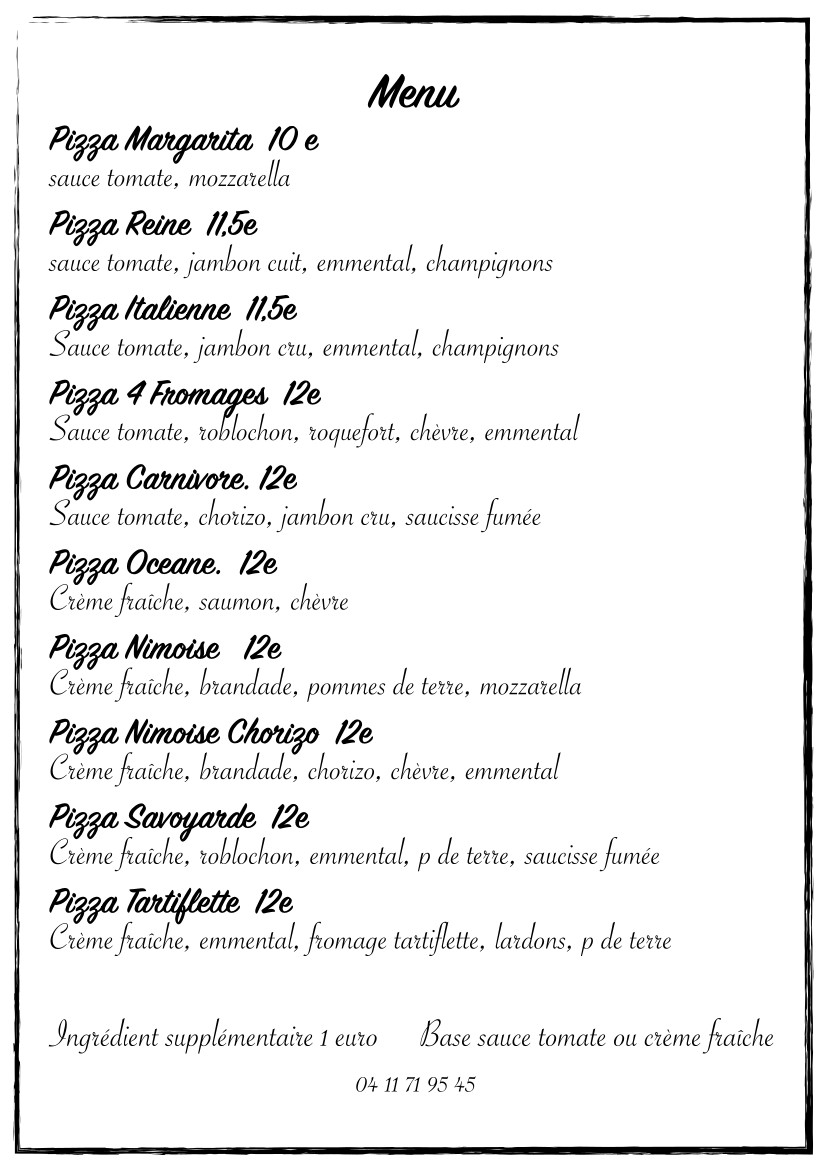 Menu
Pizza Margarita 10 e
sauce tomate, mozzarella
Pizza Reine 11,5e
sauce tomate, jambon cuit, emmental, champignons
Pizza Italienne 11,5e
Sauce tomate, jambon cru, emmental, champignons
Pizza 4 Fromages 12e
Sauce tomate, roblochon, roquefort, chèvre, emmental
Pizza Carnivore. 12e
Sauce tomate, chorizo, jambon cru, saucisse fumée
Pizza Oceane. 12e
Crème fraîche, saumon, chèvre
Pizza Nimoise 12e
Crème fraîche, brandade, pommes de terre, mozzarella
Pizza Nimoise Chorizo 12e
Crème fraîche, brandade, chorizo, chèvre, emmental
Pizza Savoyarde 12e
Crème fraîche, roblochon, emmental, p de terre, saucisse fumée
Pizza Tartiflette 12e
Crème fraîche, emmental, fromage tartiflette, lardons, p de terre
Ingrédient supplémentaire 1 euro Base sauce tomate ou crème fraîche
04 11 71 95 45